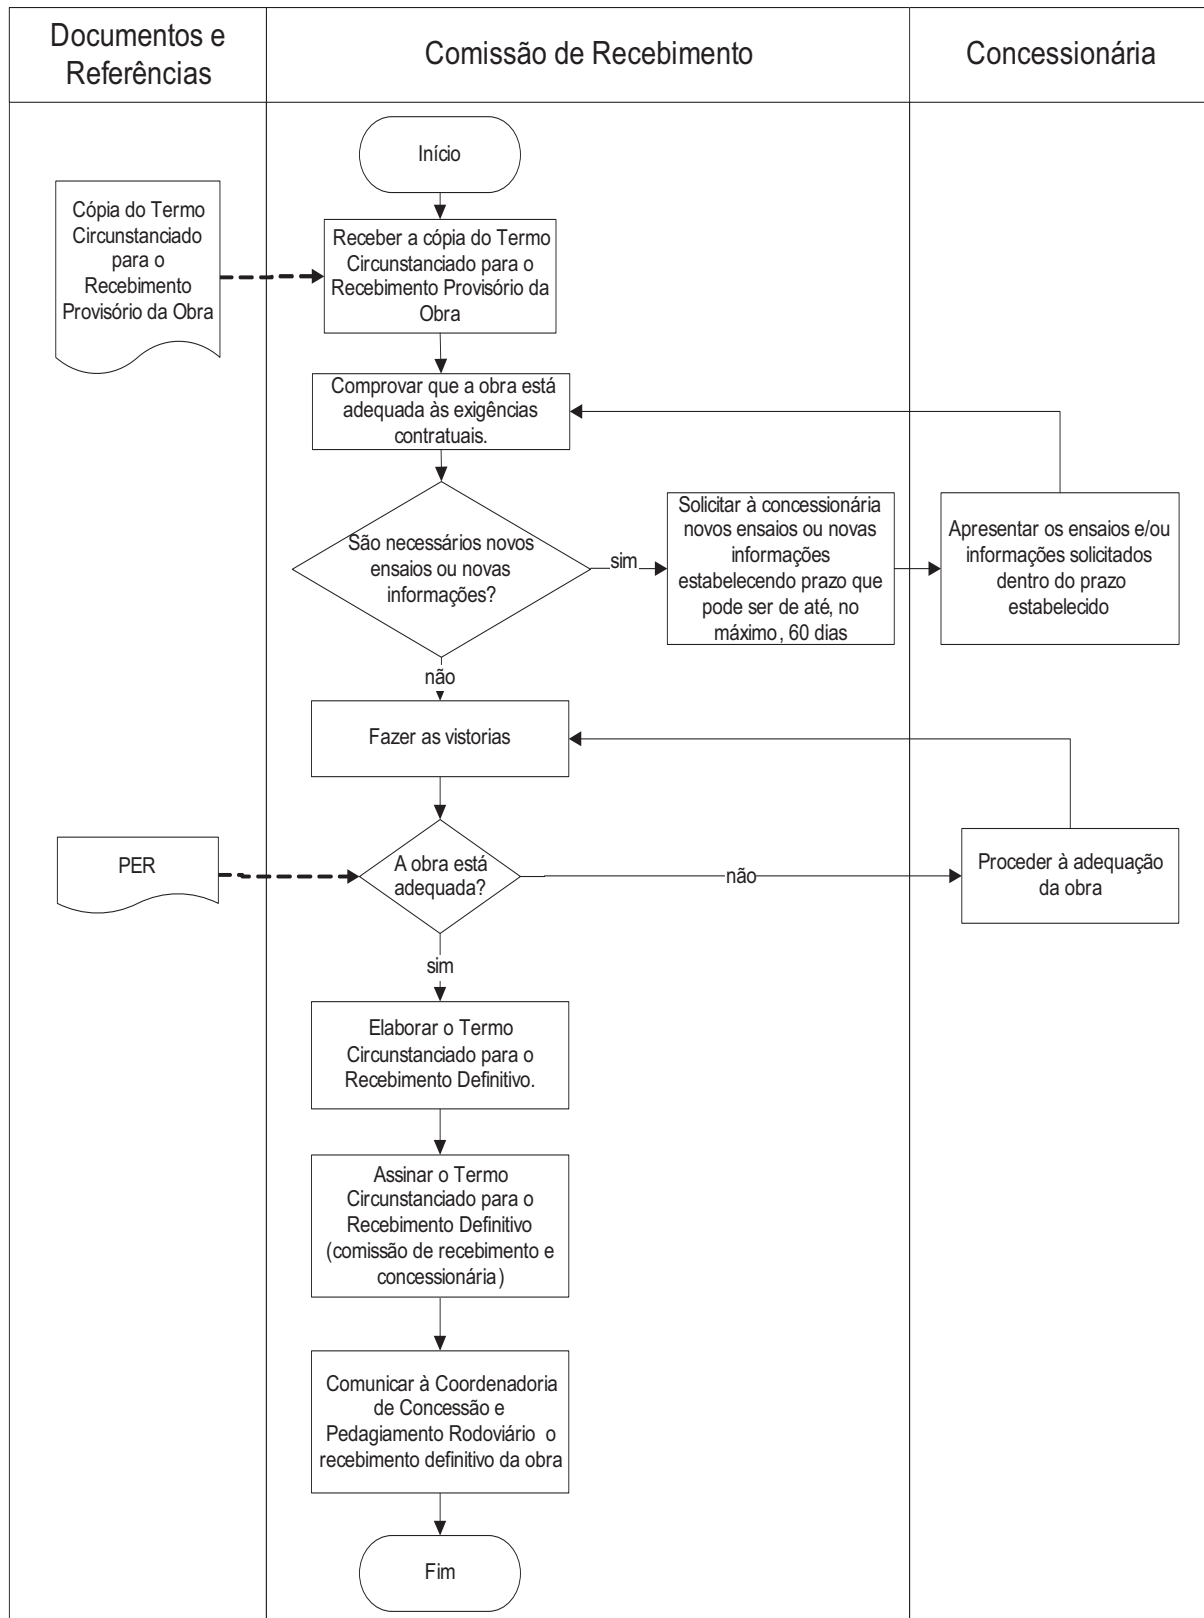 Documentos e
Referências
Comissão de Recebimento
Concessionária
Início
Cópia do Termo
Circunstanciado
para o
Recebimento
Provisório da Obra
Receber a cópia do Termo
Circunstanciado para o
Recebimento Provisório da
Obra
Comprovar que a obra está
adequada às exigências
contratuais.
São necessários novos
ensaios ou novas
informações?
sim
Solicitar à concessionária
novos ensaios ou novas
informações
estabelecendo prazo que
pode ser de até, no
máximo, 60 dias
Apresentar os ensaios e/ou
informações solicitados
dentro do prazo
estabelecido
não
Fazer as vistorias
PER
A obra está
adequada?
não
Proceder à adequação
da obra
sim
Elaborar o Termo
Circunstanciado para o
Recebimento Definitivo.
Assinar o Termo
Circunstanciado para o
Recebimento Definitivo
(comissão de recebimento e
concessionária)
Comunicar à Coordenadoria
de Concessão e
Pedagiamento Rodoviário o
recebimento definitivo da obra
Fim